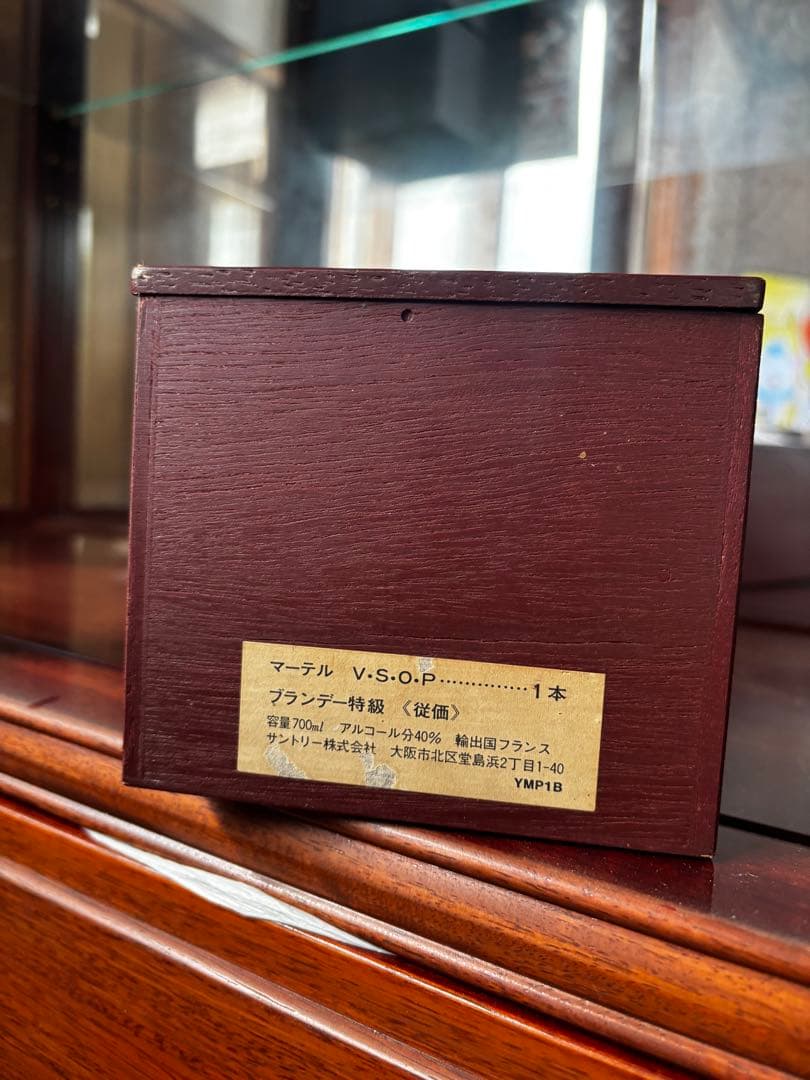 マーテル V・S・O・P・・・・・・・・・・・・・・1本
ブランデー特級 《従価》
容量700ml アルコール分40% 輸出国フランス
サントリー株式会社 大阪市北区堂島浜2丁目1-40
YMP1B